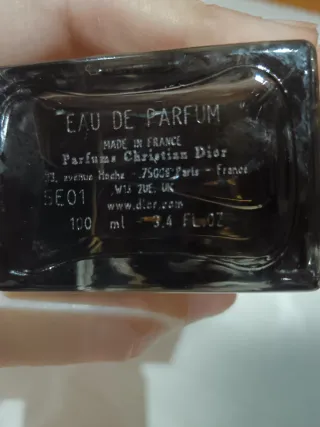 EAU DE PARFUM
MADE IN FRANCE
Parfums Christian Dior
33, avenue Hoche - 75008 Paris - France
W1S 2UE, UK
5E01
www.dior.com
100 ml - 3.4 FL.OZ